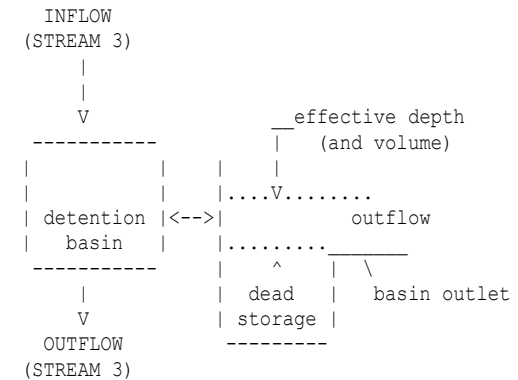 INFLOW
(STREAM 3)
effective depth
(and volume)
detention outflow
basin
dead basin outlet
storage
OUTFLOW
(STREAM 3)